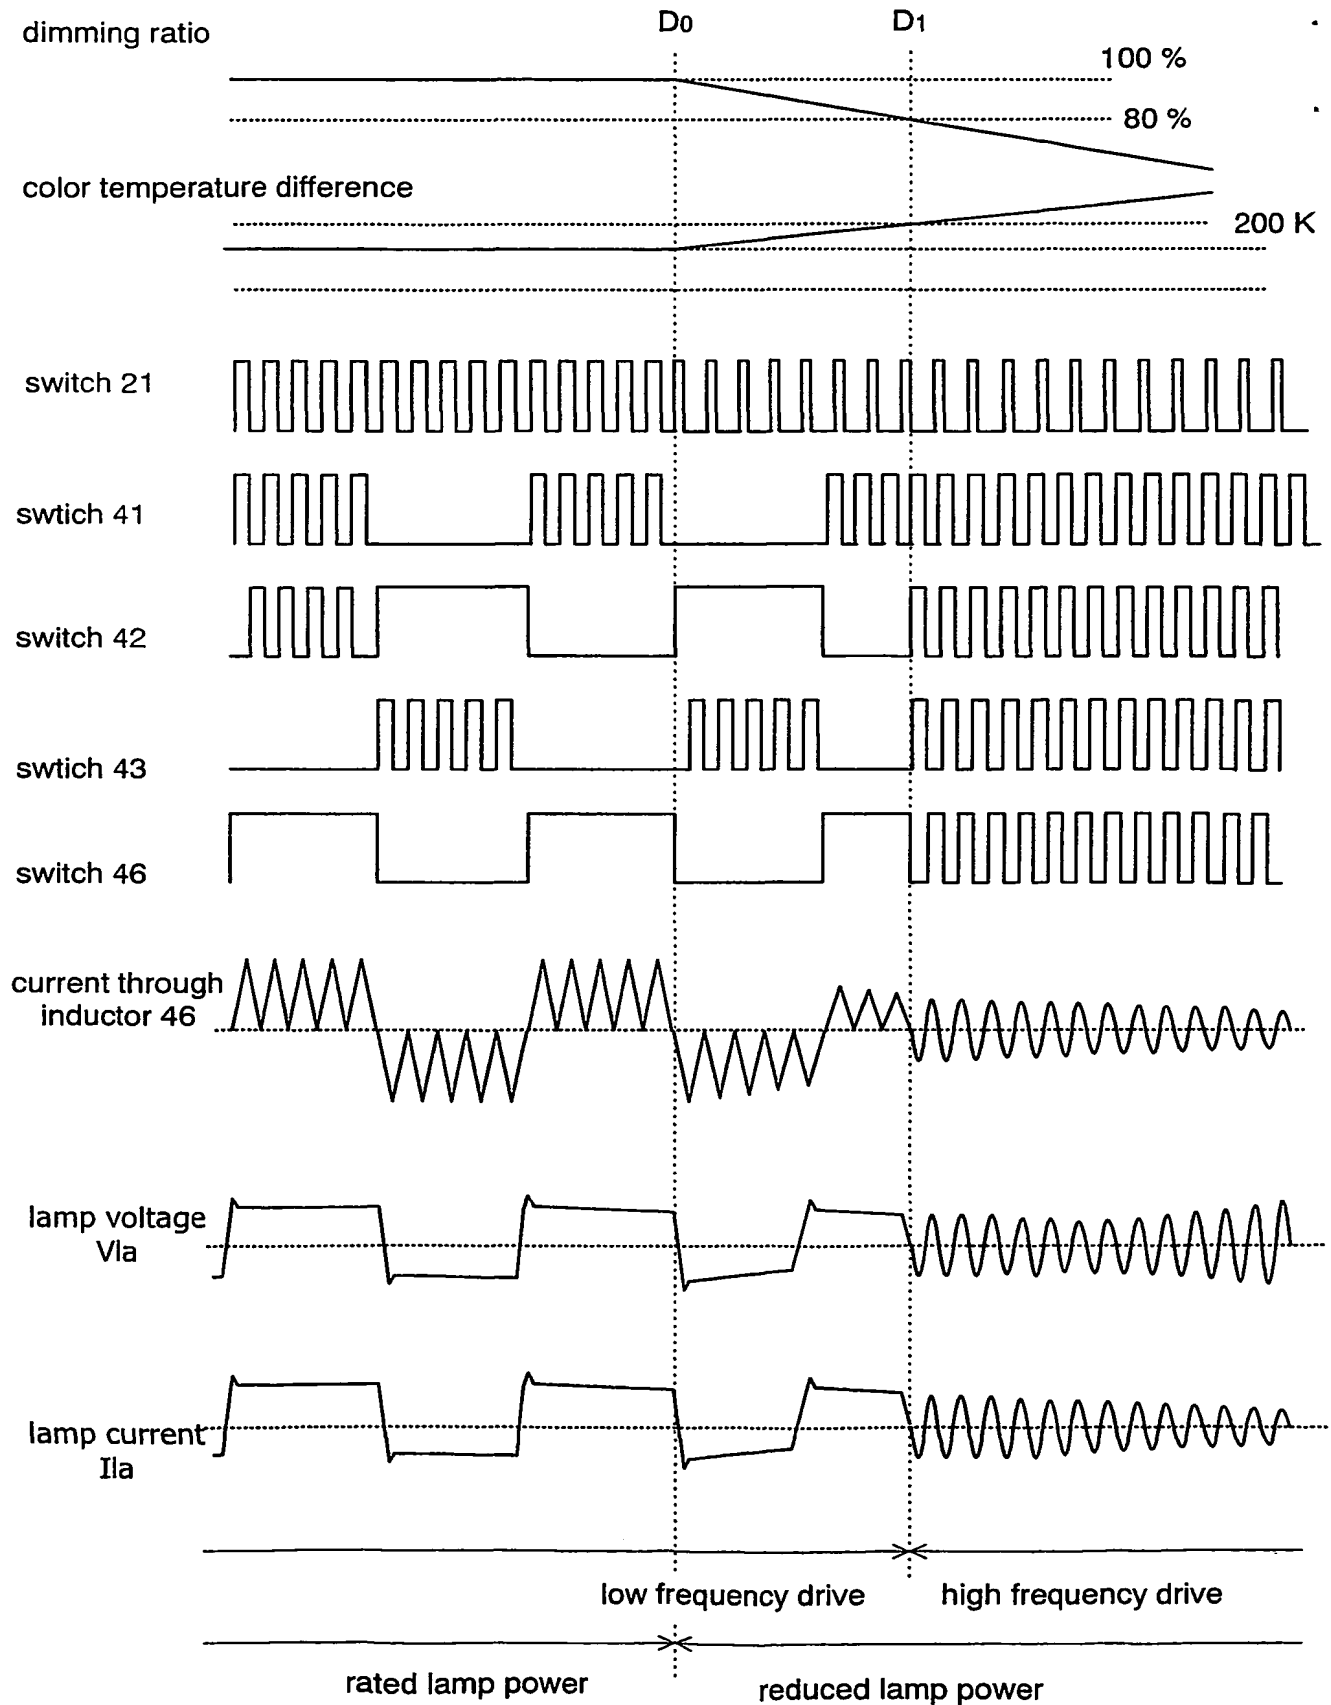 D0 D1
dimming ratio
100 %
80 %
color temperature difference
200 K
switch 21
swtich 41
switch 42
swtich 43
switch 46
current through
inductor 46
lamp voltage
Vla
lamp current
Ila
low frequency drive high frequency drive
rated lamp power reduced lamp power